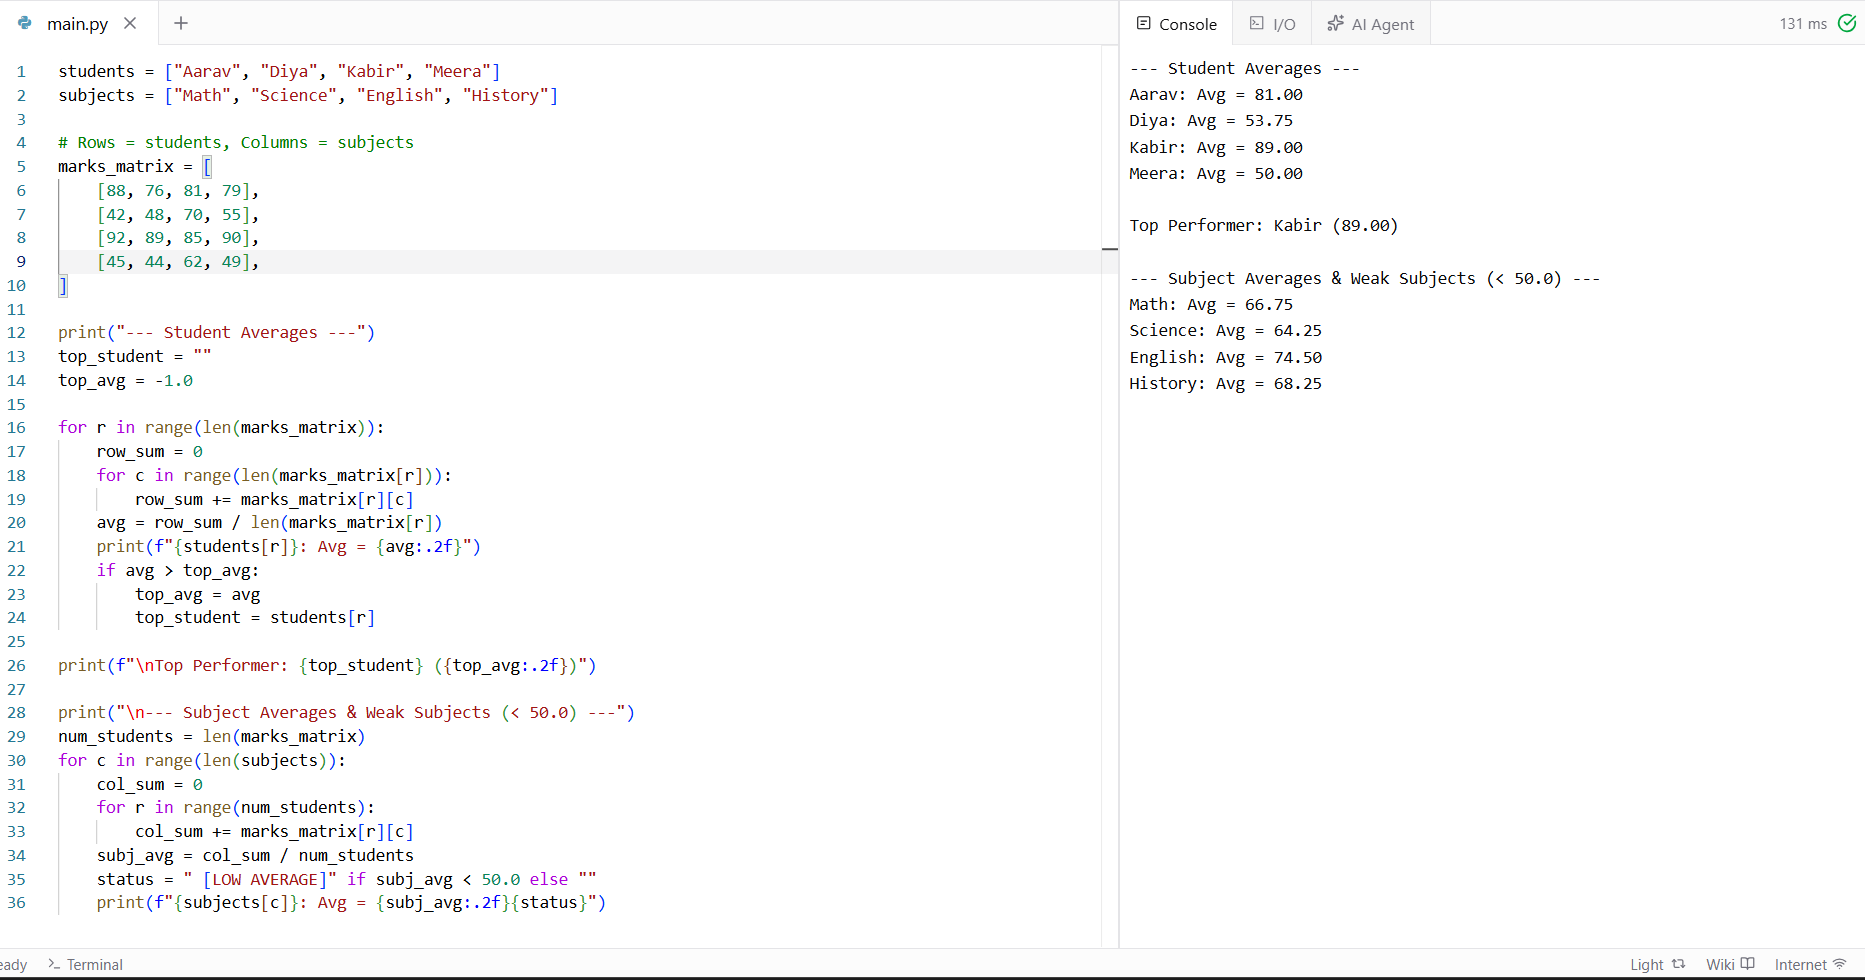 main.py
1 students = ["Aarav", "Diya", "Kabir", "Meera"]
2 subjects = ["Math", "Science", "English", "History"]
3
4 # Rows = students, Columns = subjects
5 marks_matrix = [
6     [88, 76, 81, 79],
7     [42, 48, 70, 55],
8     [92, 89, 85, 90],
9     [45, 44, 62, 49],
10 ]
11
12 print("--- Student Averages ---")
13 top_student = ""
14 top_avg = -1.0
15
16 for r in range(len(marks_matrix)):
17     row_sum = 0
18     for c in range(len(marks_matrix[r])):
19         row_sum += marks_matrix[r][c]
20     avg = row_sum / len(marks_matrix[r])
21     print(f"{students[r]}: Avg = {avg:.2f}")
22     if avg > top_avg:
23         top_avg = avg
24         top_student = students[r]
25
26 print(f"\nTop Performer: {top_student} ({top_avg:.2f})")
27
28 print("\n--- Subject Averages & Weak Subjects (< 50.0) ---")
29 num_students = len(marks_matrix)
30 for c in range(len(subjects)):
31     col_sum = 0
32     for r in range(num_students):
33         col_sum += marks_matrix[r][c]
34     subj_avg = col_sum / num_students
35     status = " [LOW AVERAGE]" if subj_avg < 50.0 else ""
36     print(f"{subjects[c]}: Avg = {subj_avg:.2f}{status}")
Console I/O AI Agent 131 ms
--- Student Averages ---
Aarav: Avg = 81.00
Diya: Avg = 53.75
Kabir: Avg = 89.00
Meera: Avg = 50.00

Top Performer: Kabir (89.00)

--- Subject Averages & Weak Subjects (< 50.0) ---
Math: Avg = 66.75
Science: Avg = 64.25
English: Avg = 74.50
History: Avg = 68.25
eady Terminal Light Wiki Internet